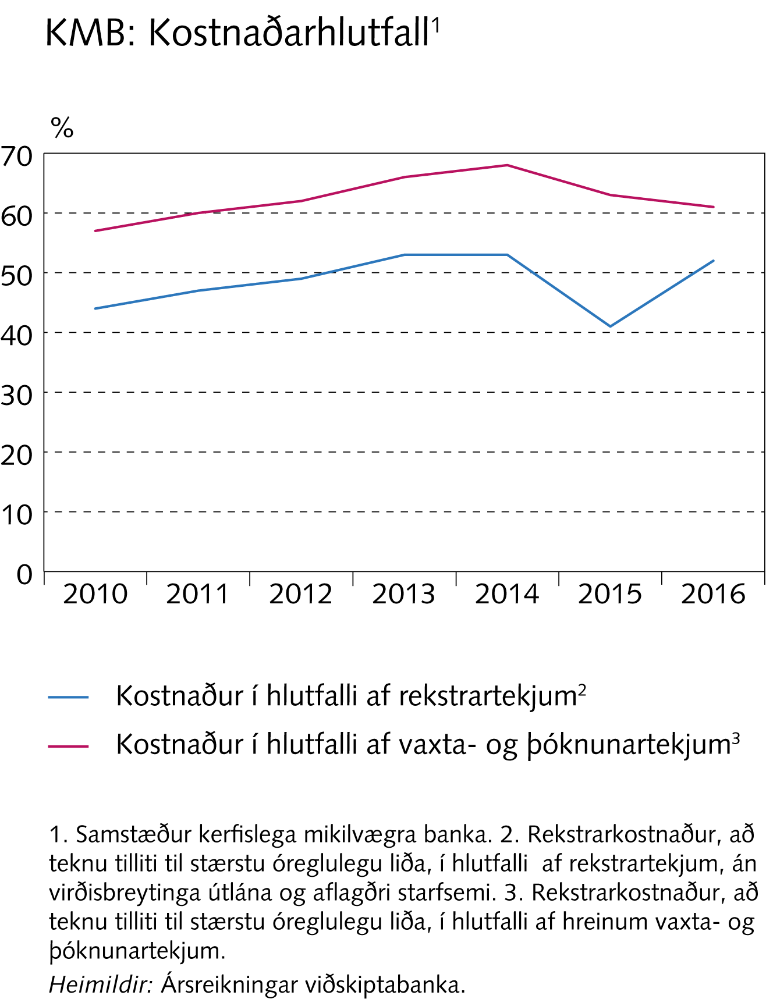 KMB: Kostnaðarhlutfall¹
%
70
60
50
40
30
20
10
0
2010 2011 2012 2013 2014 2015 2016
Kostnaður í hlutfalli af rekstrartekjum²
Kostnaður í hlutfalli af vaxta- og þóknunartekjum³
1. Samstæður kerfislega mikilvægra banka. 2. Rekstrarkostnaður, að
teknu tilliti til stærstu óreglulegu liða, í hlutfalli af rekstrartekjum, án
virðisbreytinga útlána og aflagðri starfsemi. 3. Rekstrarkostnaður, að
teknu tilliti til stærstu óreglulegu liða, í hlutfalli af hreinum vaxta- og
þóknunartekjum.
Heimildir: Ársreikningar viðskiptabanka.